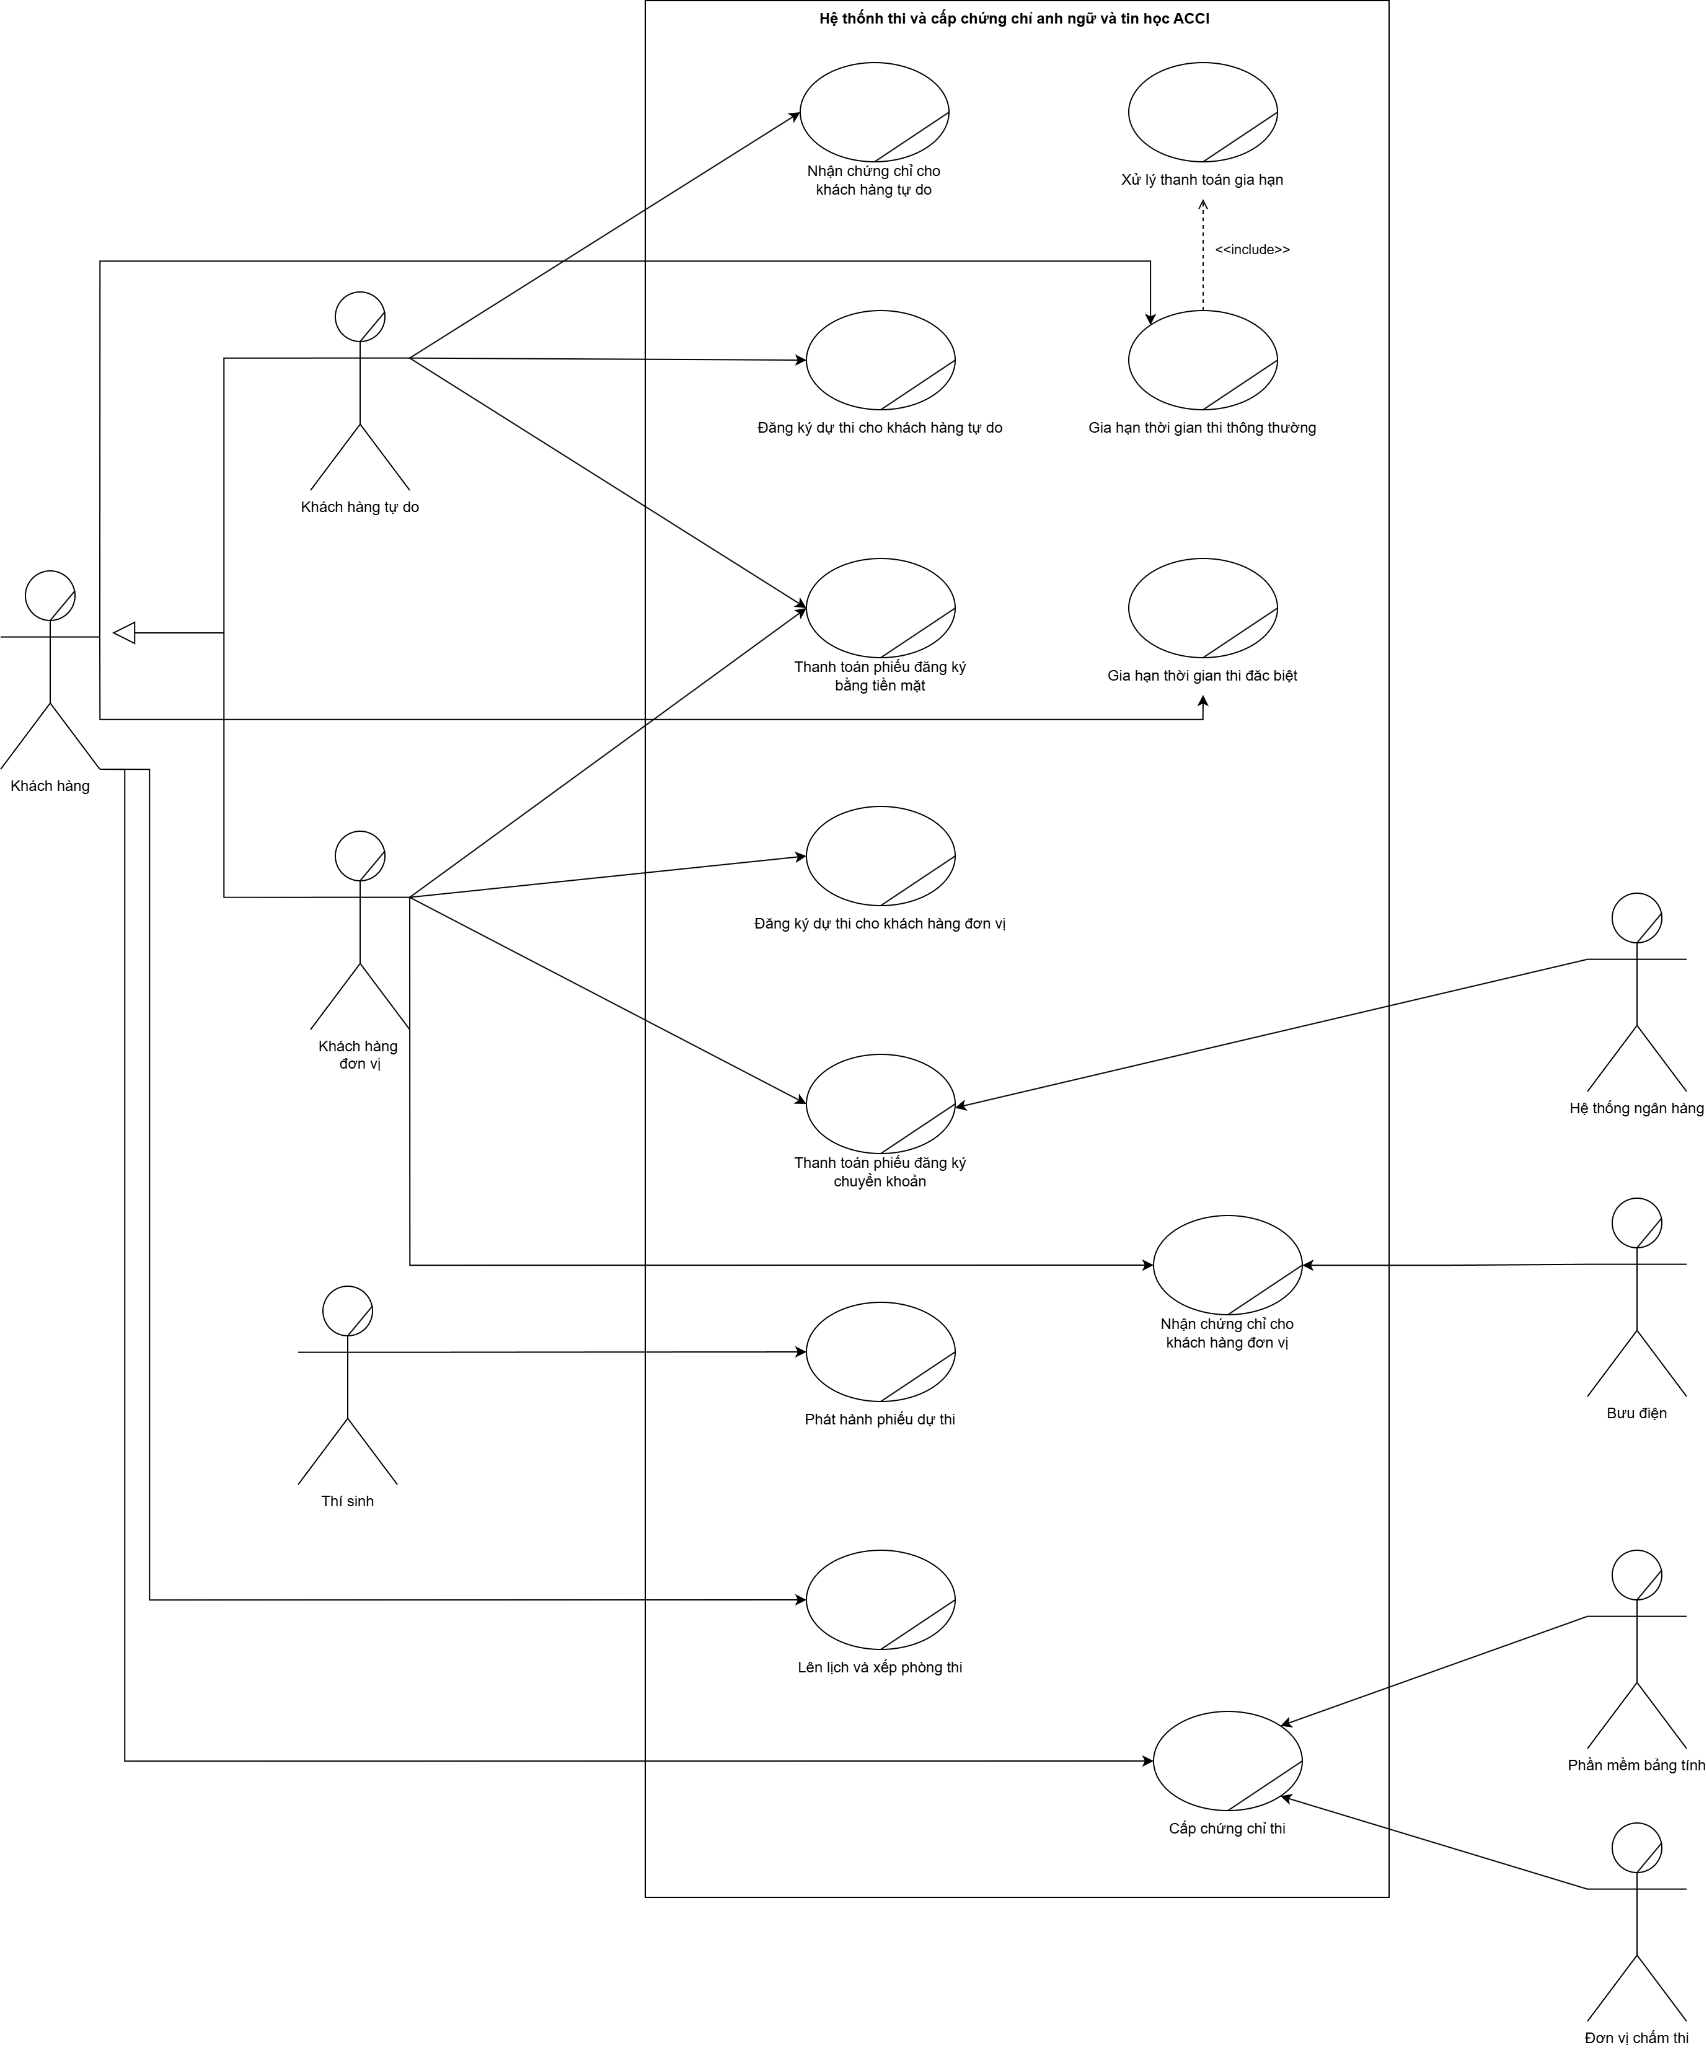 Hệ thốnh thi và cấp chứng chỉ anh ngữ và tin học ACCI
Nhận chứng chỉ cho
khách hàng tự do
Xử lý thanh toán gia hạn
<<include>>
Đăng ký dự thi cho khách hàng tự do
Gia hạn thời gian thi thông thường
Khách hàng tự do
Thanh toán phiếu đăng ký
bằng tiền mặt
Gia hạn thời gian thi đăc biệt
Khách hàng
Đăng ký dự thi cho khách hàng đơn vị
Khách hàng
đơn vị
Hệ thống ngân hàng
Thanh toán phiếu đăng ký
chuyển khoản
Nhận chứng chỉ cho
khách hàng đơn vị
Bưu điện
Phát hành phiếu dự thi
Thí sinh
Lên lịch và xếp phòng thi
Phần mềm bảng tính
Cấp chứng chỉ thi
Đơn vị chấm thi